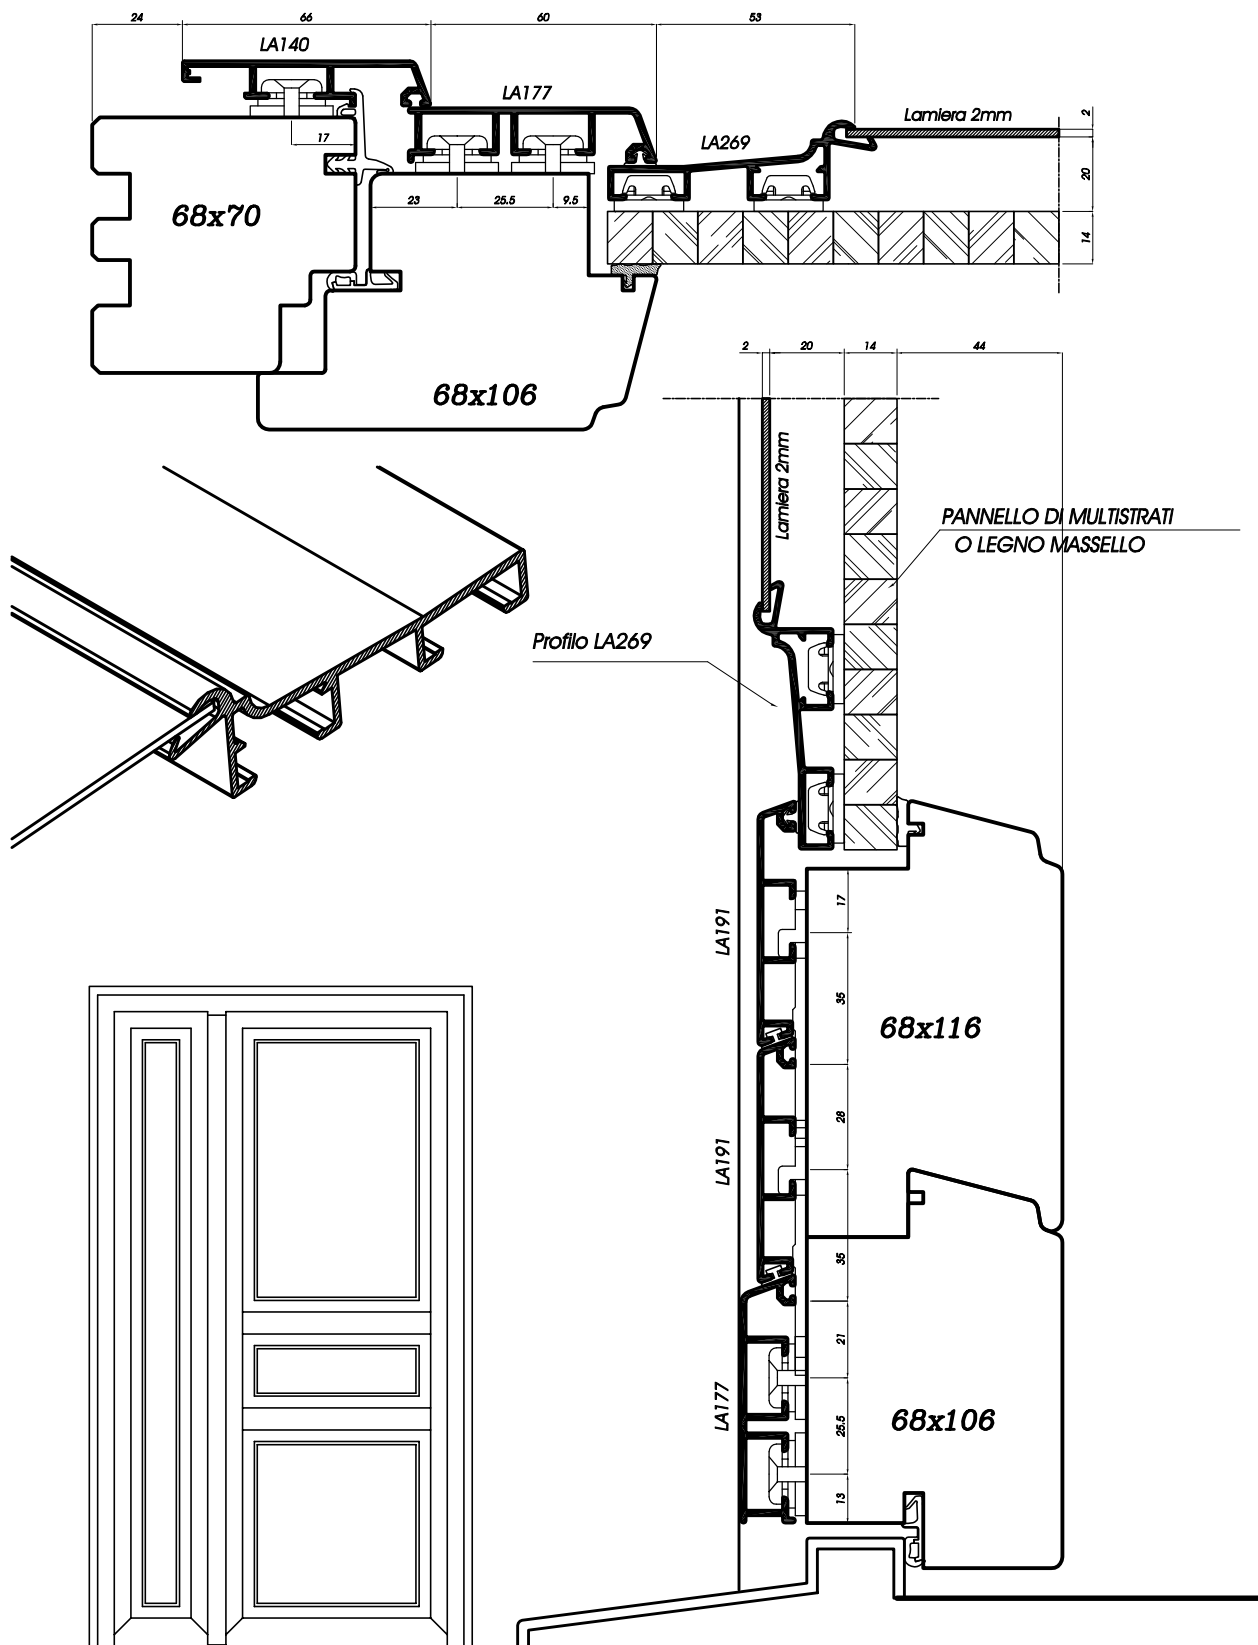 24 66 60 53
LA140
LA177
LA269
Lamiera 2mm
2
20
14
17
23 25.5 9.5
68x70
68x106
2 20 14 44
Lamiera 2mm
PANNELLO DI MULTISTRATI
O LEGNO MASSELLO
Profilo LA269
LA191
17
35
68x116
28
LA191
35
21
LA177
25.5
68x106
13